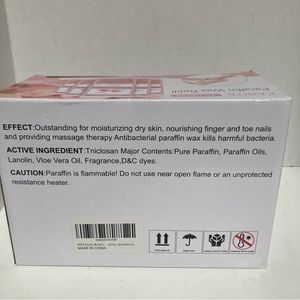 KARITE
Paraffin Wax Refill
EFFECT:Outstanding for moisturizing dry skin, nourishing finger and toe nails
and providing massage therapy Antibacterial paraffin wax kills harmful bacteria.
ACTIVE INGREDIENT:Triclosan Major Contents:Pure Paraffin, Paraffin Oils,
Lanolin, Vloe Vera Oil, Fragrance,D&C dyes.
CAUTION:Paraffin is flammable! Do not use near open flame or an unprotected
resistance heater.
MADE IN CHINA